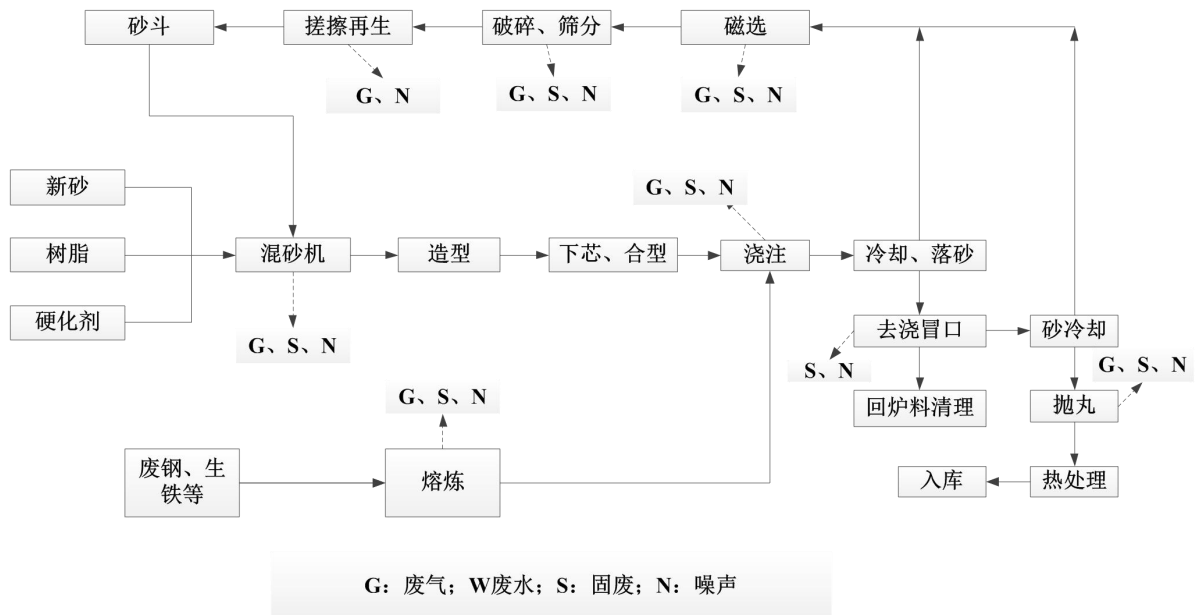 砂斗
搓擦再生
破碎、筛分
磁选
G、N
G、S、N
G、S、N
新砂
G、S、N
树脂
混砂机
造型
下芯、合型
浇注
冷却、落砂
硬化剂
G、S、N
去浇冒口
砂冷却
S、N
G、S、N
G、S、N
回炉料清理
抛丸
废钢、生
铁等
熔炼
入库
热处理
G：废气；W废水；S：固废；N：噪声